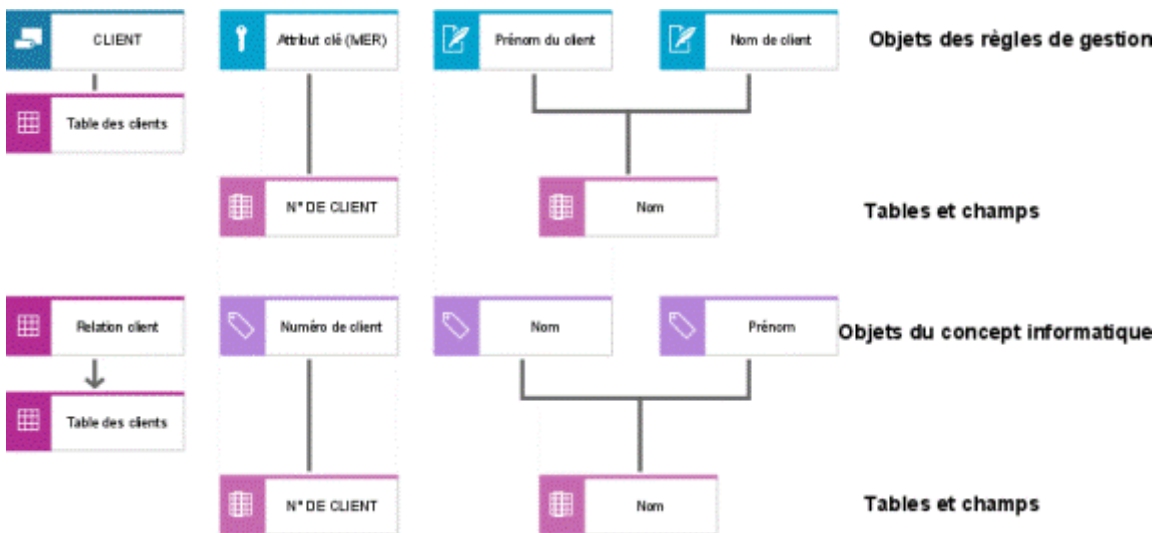 CLIENT
Attribut clé (MER)
Prénom du client
Nom de client
Objets des règles de gestion
Table des clients
N° DE CLIENT
Nom
Tables et champs
Relation client
Numéro de client
Nom
Prénom
Objets du concept informatique
Table des clients
N° DE CLIENT
Nom
Tables et champs